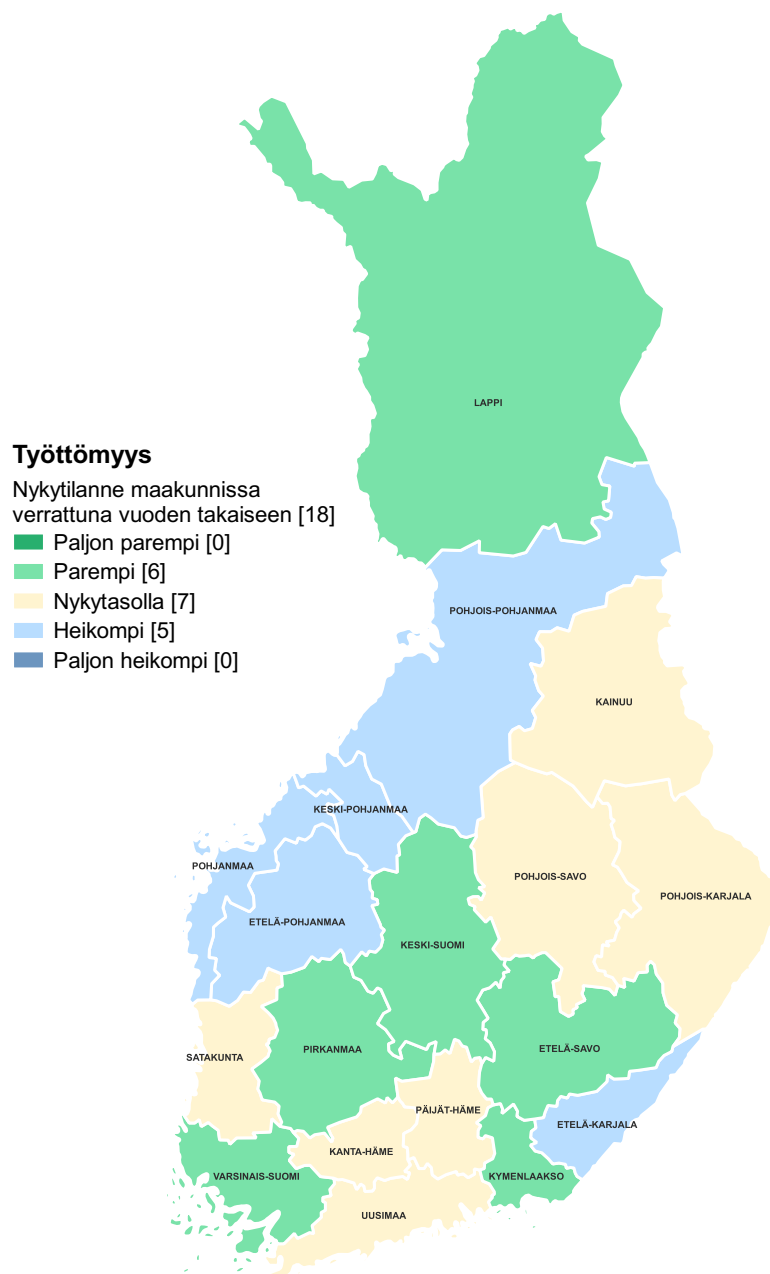 LAPPI
Työttömyys
Nykytilanne maakunnissa
verrattuna vuoden takaiseen [18]
Paljon parempi [0]
Parempi [6]
Nykytasolla [7]
Heikompi [5]
Paljon heikompi [0]
POHJOIS-POHJANMAA
KAINUU
KESKI-POHJANMAA
POHJANMAA
POHJOIS-SAVO
POHJOIS-KARJALA
ETELÄ-POHJANMAA
KESKI-SUOMI
SATAKUNTA
PIRKANMAA
ETELÄ-SAVO
PÄIJÄT-HÄME
ETELÄ-KARJALA
KANTA-HÄME
VARSINAIS-SUOMI
KYMENLAAKSO
UUSIMAA